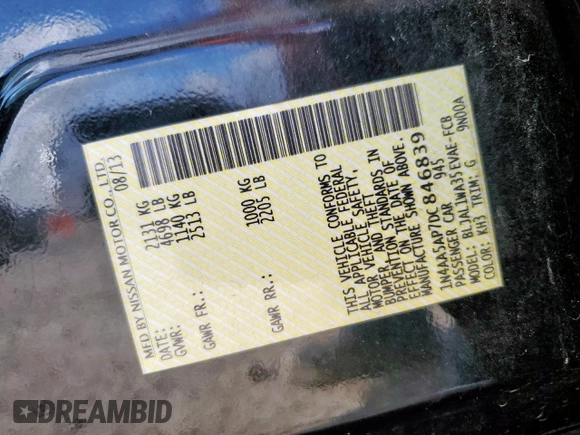 MFD BY NISSAN MOTOR CO., LTD.
DATE: 08/13
GVWR: 2131 KG
4698 LB
GAWR FR.: 1140 KG
2513 LB
GAWR RR.: 1000 KG
2205 LB
THIS VEHICLE CONFORMS TO
ALL APPLICABLE FEDERAL
MOTOR VEHICLE SAFETY,
BUMPER, AND THEFT
PREVENTION STANDARDS IN
EFFECT ON THE DATE OF
MANUFACTURE SHOWN ABOVE.
1N4AA5AP7DC846839
PASSENGER CAR 945
MODEL: BLJALWWA35EVAE-FCB
COLOR: KH3 TRIM: G 9N00A
DREAMBID